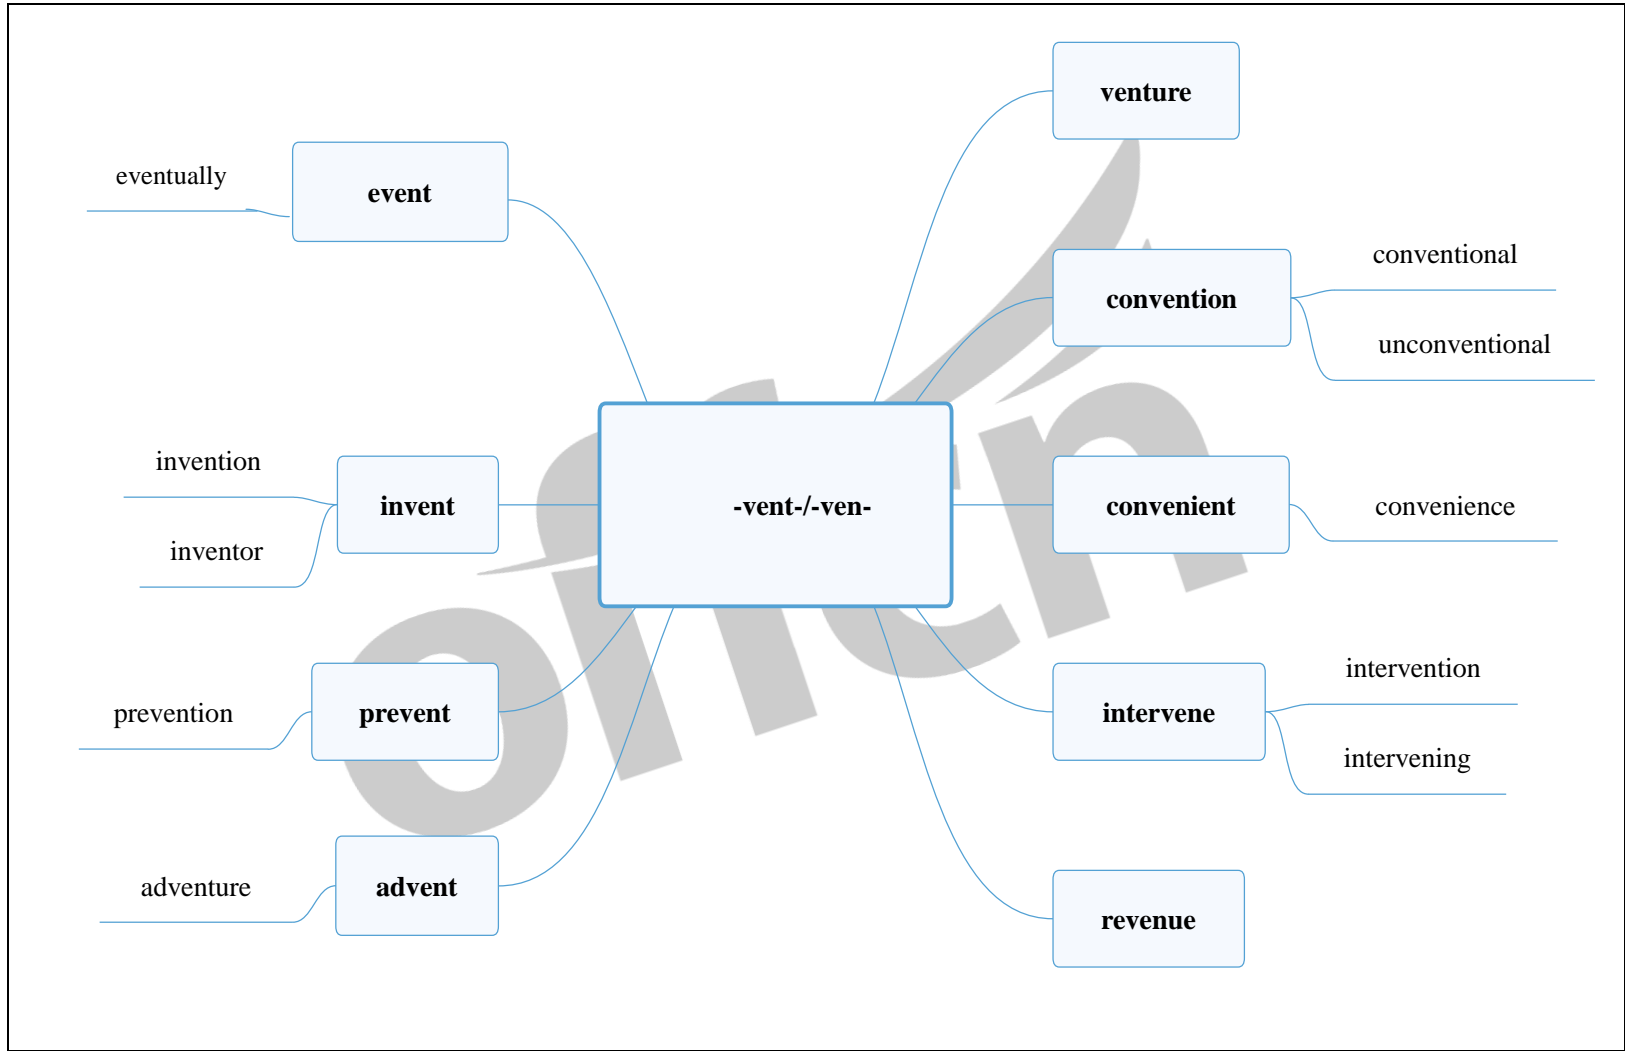 venture
eventually
event
conventional
convention
unconventional
invention
invent
-vent-/-ven-
convenient
convenience
inventor
intervention
prevention
prevent
intervene
intervening
adventure
advent
revenue
offcn